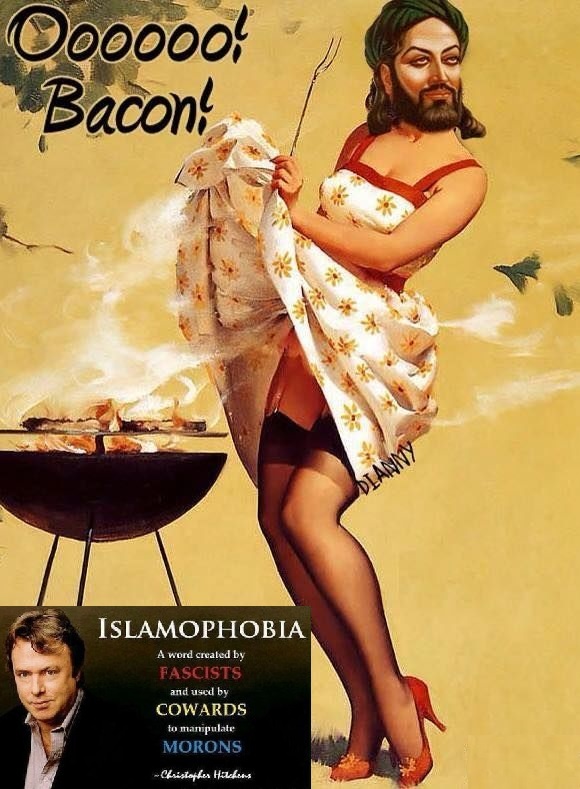 Oooooo!
Bacon!
DIANNY
ISLAMOPHOBIA
A word created by
FASCISTS
and used by
COWARDS
to manipulate
MORONS
~Christopher Hitchens